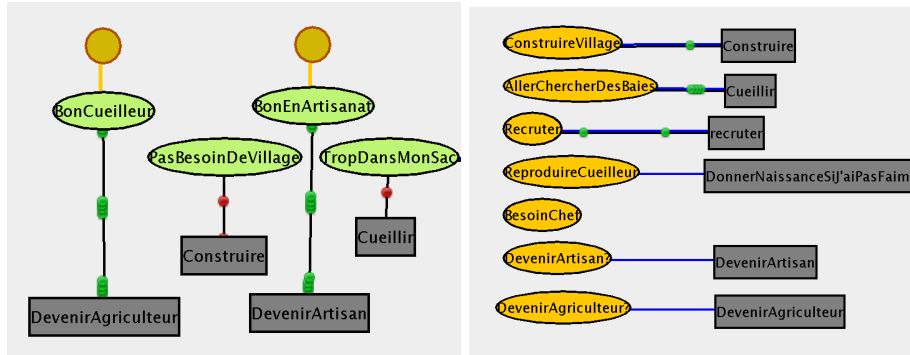 BonCueilleur
BonEnArtisanat
PasBesoinDeVillage
TropDansMonSac
Cueillir
Construire
DevenirAgriculteur
DevenirArtisan
ConstruireVillage
Construire
AllerChercherDesBaies
Cueillir
Recruter
recruter
ReproduireCueilleur
DonnerNaissanceSiJ'aiPasFaim
BesoinChef
DevenirArtisan?
DevenirArtisan
DevenirAgriculteur?
DevenirAgriculteur